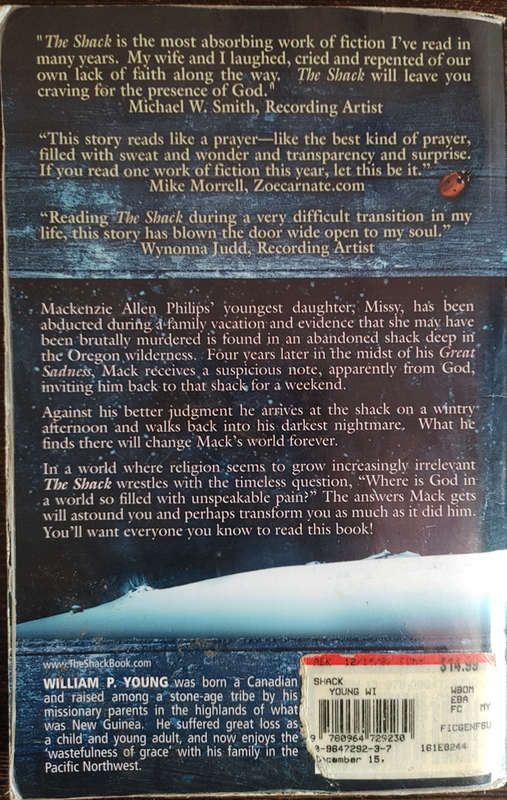 "The Shack is the most absorbing work of fiction I've read in
many years. My wife and I laughed, cried and repented of our
own lack of faith along the way. The Shack will leave you
craving for the presence of God."
Michael W. Smith, Recording Artist
“This story reads like a prayer—like the best kind of prayer,
filled with sweat and wonder and transparency and surprise.
If you read one work of fiction this year, let this be it.”
Mike Morrell, Zoecarnate.com
“Reading The Shack during a very difficult transition in my
life, this story has blown the door wide open to my soul.”
Wynonna Judd, Recording Artist
Mackenzie Allen Philips’ youngest daughter, Missy, has been
abducted during a family vacation and evidence that she may have
been brutally murdered is found in an abandoned shack deep in
the Oregon wilderness. Four years later in the midst of his Great
Sadness, Mack receives a suspicious note, apparently from God,
inviting him back to that shack for a weekend.
Against his better judgment he arrives at the shack on a wintry
afternoon and walks back into his darkest nightmare. What he
finds there will change Mack’s world forever.
In a world where religion seems to grow increasingly irrelevant
The Shack wrestles with the timeless question, “Where is God in
a world so filled with unspeakable pain?” The answers Mack gets
will astound you and perhaps transform you as much as it did him.
You’ll want everyone you know to read this book!
www.TheShackBook.com
WILLIAM P. YOUNG was born a Canadian
and raised among a stone-age tribe by his
missionary parents in the highlands of what
was New Guinea. He suffered great loss as
a child and young adult, and now enjoys the
‘wastefulness of grace’ with his family in the
Pacific Northwest.
$14.99
SHACK
YOUNG WI
WBOM
EBA
FC MY
FICGENFBU
9 780964 729230
0-9647292-3-7
161E0244
15,